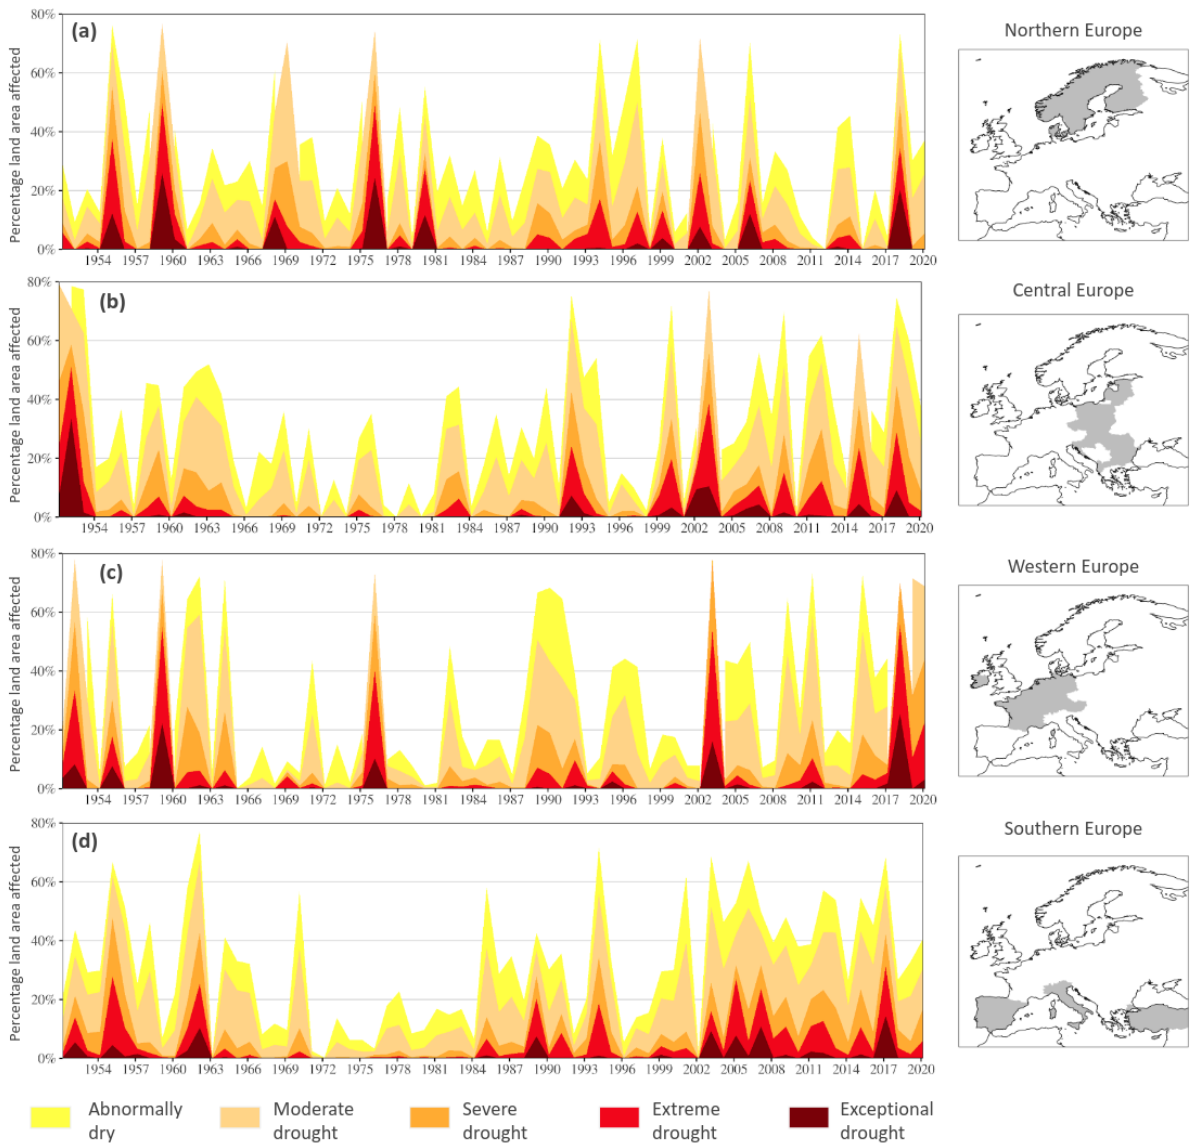 Percentage land area affected
80%
60%
40%
20%
0%
(a)
1954 1957 1960 1963 1966 1969 1972 1975 1978 1981 1984 1987 1990 1993 1996 1999 2002 2005 2008 2011 2014 2017 2020
Northern Europe
Percentage land area affected
80%
60%
40%
20%
0%
(b)
1954 1957 1960 1963 1966 1969 1972 1975 1978 1981 1984 1987 1990 1993 1996 1999 2002 2005 2008 2011 2014 2017 2020
Central Europe
Percentage land area affected
80%
60%
40%
20%
0%
(c)
1954 1957 1960 1963 1966 1969 1972 1975 1978 1981 1984 1987 1990 1993 1996 1999 2002 2005 2008 2011 2014 2017 2020
Western Europe
Percentage land area affected
80%
60%
40%
20%
0%
(d)
1954 1957 1960 1963 1966 1969 1972 1975 1978 1981 1984 1987 1990 1993 1996 1999 2002 2005 2008 2011 2014 2017 2020
Southern Europe
Abnormally
dry
Moderate
drought
Severe
drought
Extreme
drought
Exceptional
drought